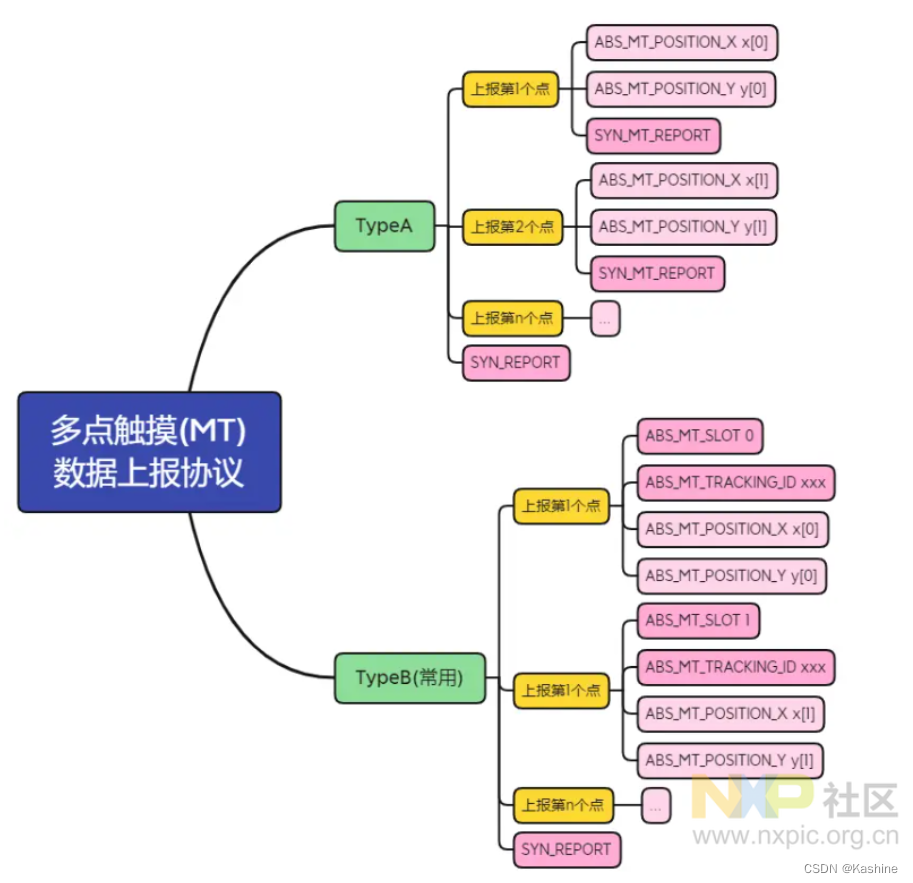 多点触摸(MT)
数据上报协议
TypeA
上报第1个点
ABS_MT_POSITION_X x[0]
ABS_MT_POSITION_Y y[0]
SYN_MT_REPORT
上报第2个点
ABS_MT_POSITION_X x[1]
ABS_MT_POSITION_Y y[1]
SYN_MT_REPORT
上报第n个点
...
SYN_REPORT
TypeB(常用)
上报第1个点
ABS_MT_SLOT 0
ABS_MT_TRACKING_ID xxx
ABS_MT_POSITION_X x[0]
ABS_MT_POSITION_Y y[0]
上报第1个点
ABS_MT_SLOT 1
ABS_MT_TRACKING_ID xxx
ABS_MT_POSITION_X x[1]
ABS_MT_POSITION_Y y[1]
上报第n个点
...
SYN_REPORT
NXP 社区
www.nxpic.org.cn
CSDN @Kashine